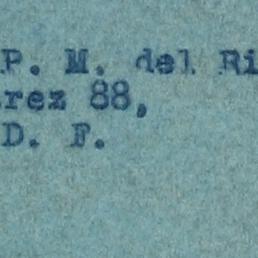 P. M. del Ri
rez 88,
D. F.